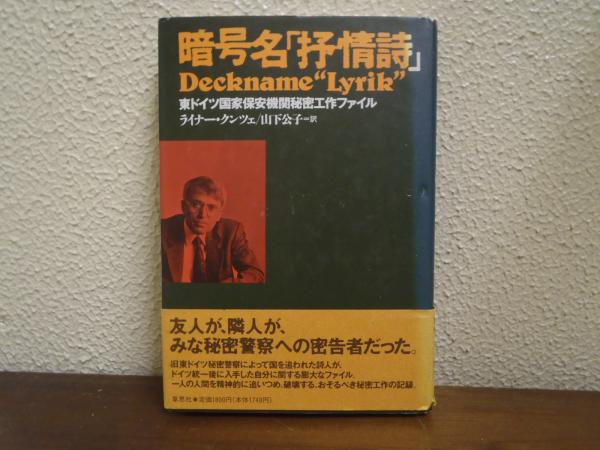 暗号名「抒情詩」
Deckname “Lyrik”
東ドイツ国家保安機関秘密工作ファイル
ライナー・クンツェ/山下公子=訳
友人が、隣人が、
みな秘密警察への密告者だった。
旧東ドイツ秘密警察によって国を追われた詩人が、
ドイツ統一後に入手した自分に関する膨大なファイル。
一人の人間を精神的に追いつめ、破壊する、おそるべき秘密工作の記録。
草思社★定価1800円(本体1748円)